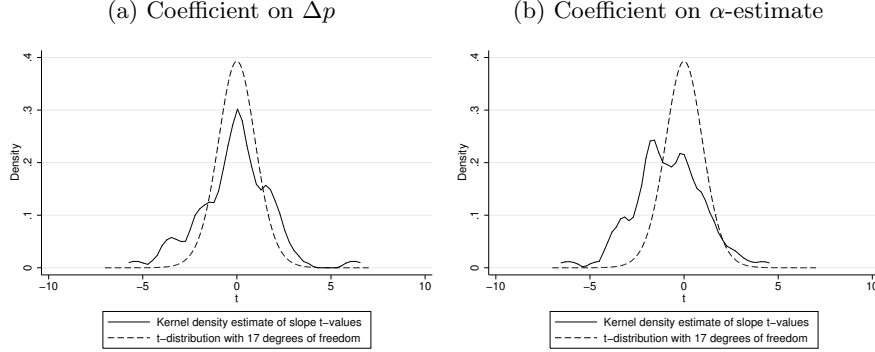 (a) Coefficient on Δp
(b) Coefficient on α-estimate
.4
.3
.2
.1
0
Density
-10
-5
0
5
10
t
Kernel density estimate of slope t-values
t-distribution with 17 degrees of freedom
.4
.3
.2
.1
0
Density
-10
-5
0
5
10
t
Kernel density estimate of slope t-values
t-distribution with 17 degrees of freedom